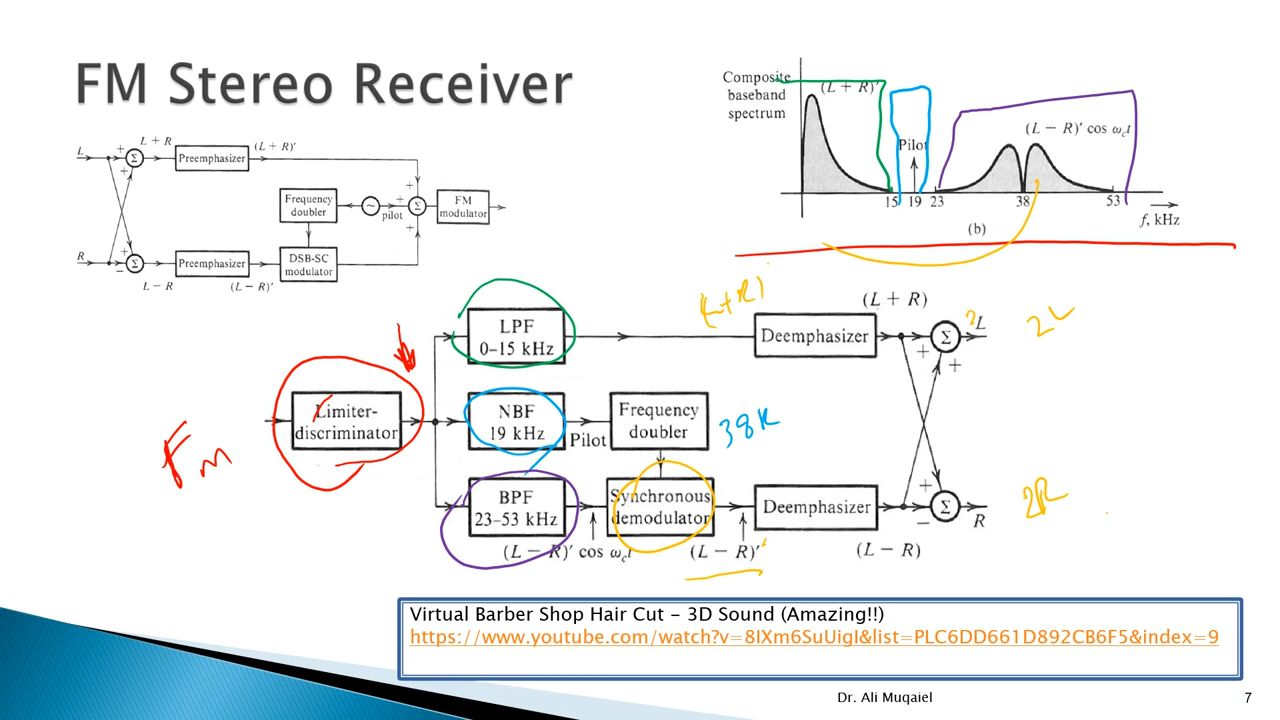 FM Stereo Receiver
L
L + R
Preemphasizer
(L + R)′
Frequency
doubler
~
pilot
Σ
FM
modulator
R
L − R
Preemphasizer
(L − R)′
DSB-SC
modulator
Composite
baseband
spectrum
(L + R)′
Pilot
(L − R)′ cos ω_c t
15 19 23 38 53
f, kHz
(b)
LPF
0–15 kHz
(L+R)
Deemphasizer
(L + R)
Σ
2L
2L
FM
Limiter-
discriminator
NBF
19 kHz
Pilot
Frequency
doubler
38K
BPF
23–53 kHz
(L − R)′ cos ω_c t
Synchronous
demodulator
(L − R)′
Deemphasizer
(L − R)
Σ
R
2R
Virtual Barber Shop Hair Cut - 3D Sound (Amazing!!)
https://www.youtube.com/watch?v=8IXm6SuUigI&list=PLC6DD661D892CB6F5&index=9
Dr. Ali Muqaiel
7